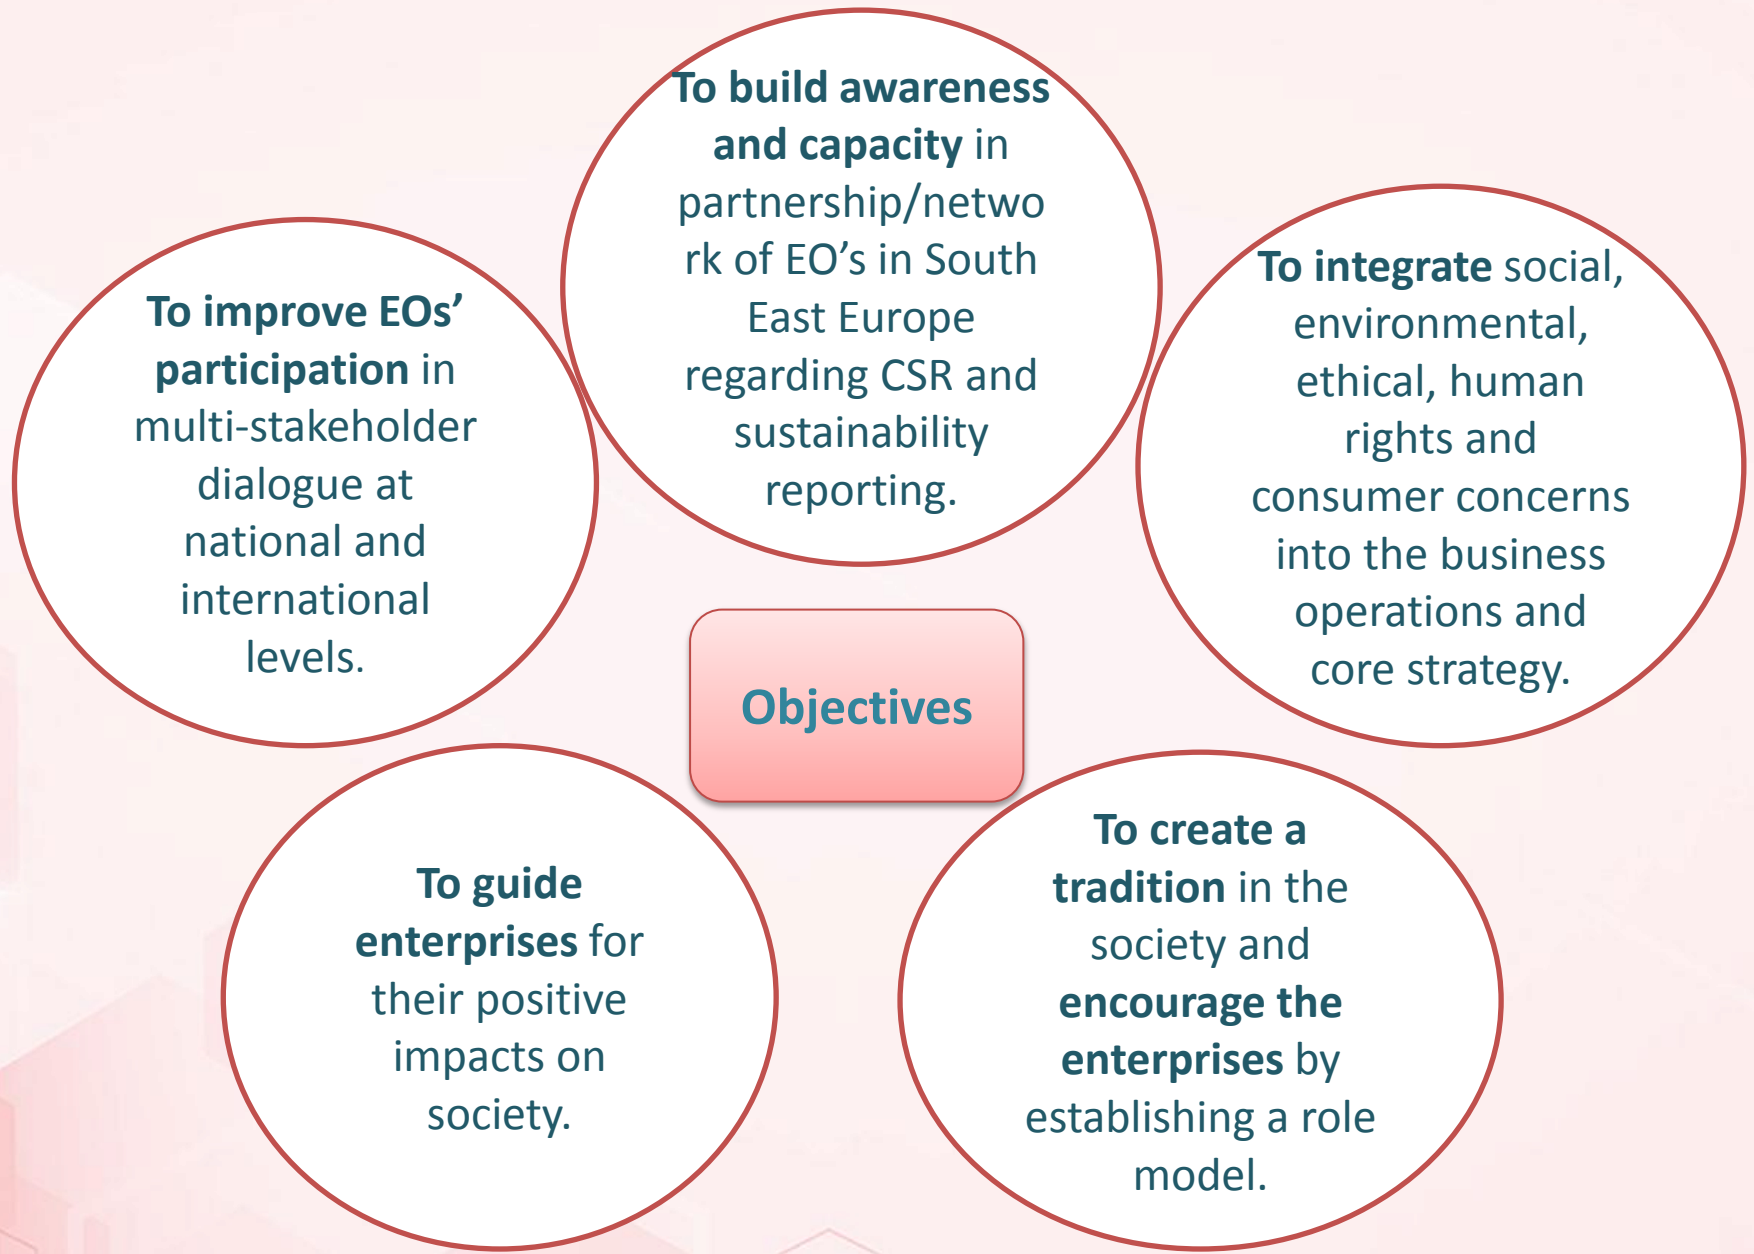 To build awareness
and capacity in
partnership/netwo
rk of EO’s in South
East Europe
regarding CSR and
sustainability
reporting.
To improve EOs’
participation in
multi-stakeholder
dialogue at
national and
international
levels.
To integrate social,
environmental,
ethical, human
rights and
consumer concerns
into the business
operations and
core strategy.
Objectives
To guide
enterprises for
their positive
impacts on
society.
To create a
tradition in the
society and
encourage the
enterprises by
establishing a role
model.